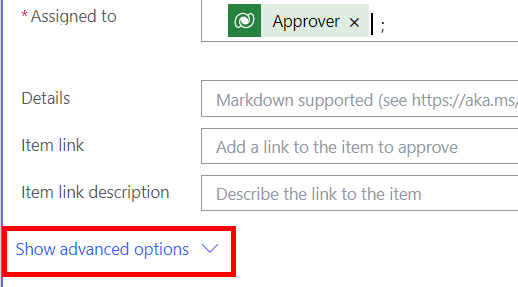 * Assigned to
Approver × ;
Details
Markdown supported (see https://aka.ms/
Item link
Add a link to the item to approve
Item link description
Describe the link to the item
Show advanced options